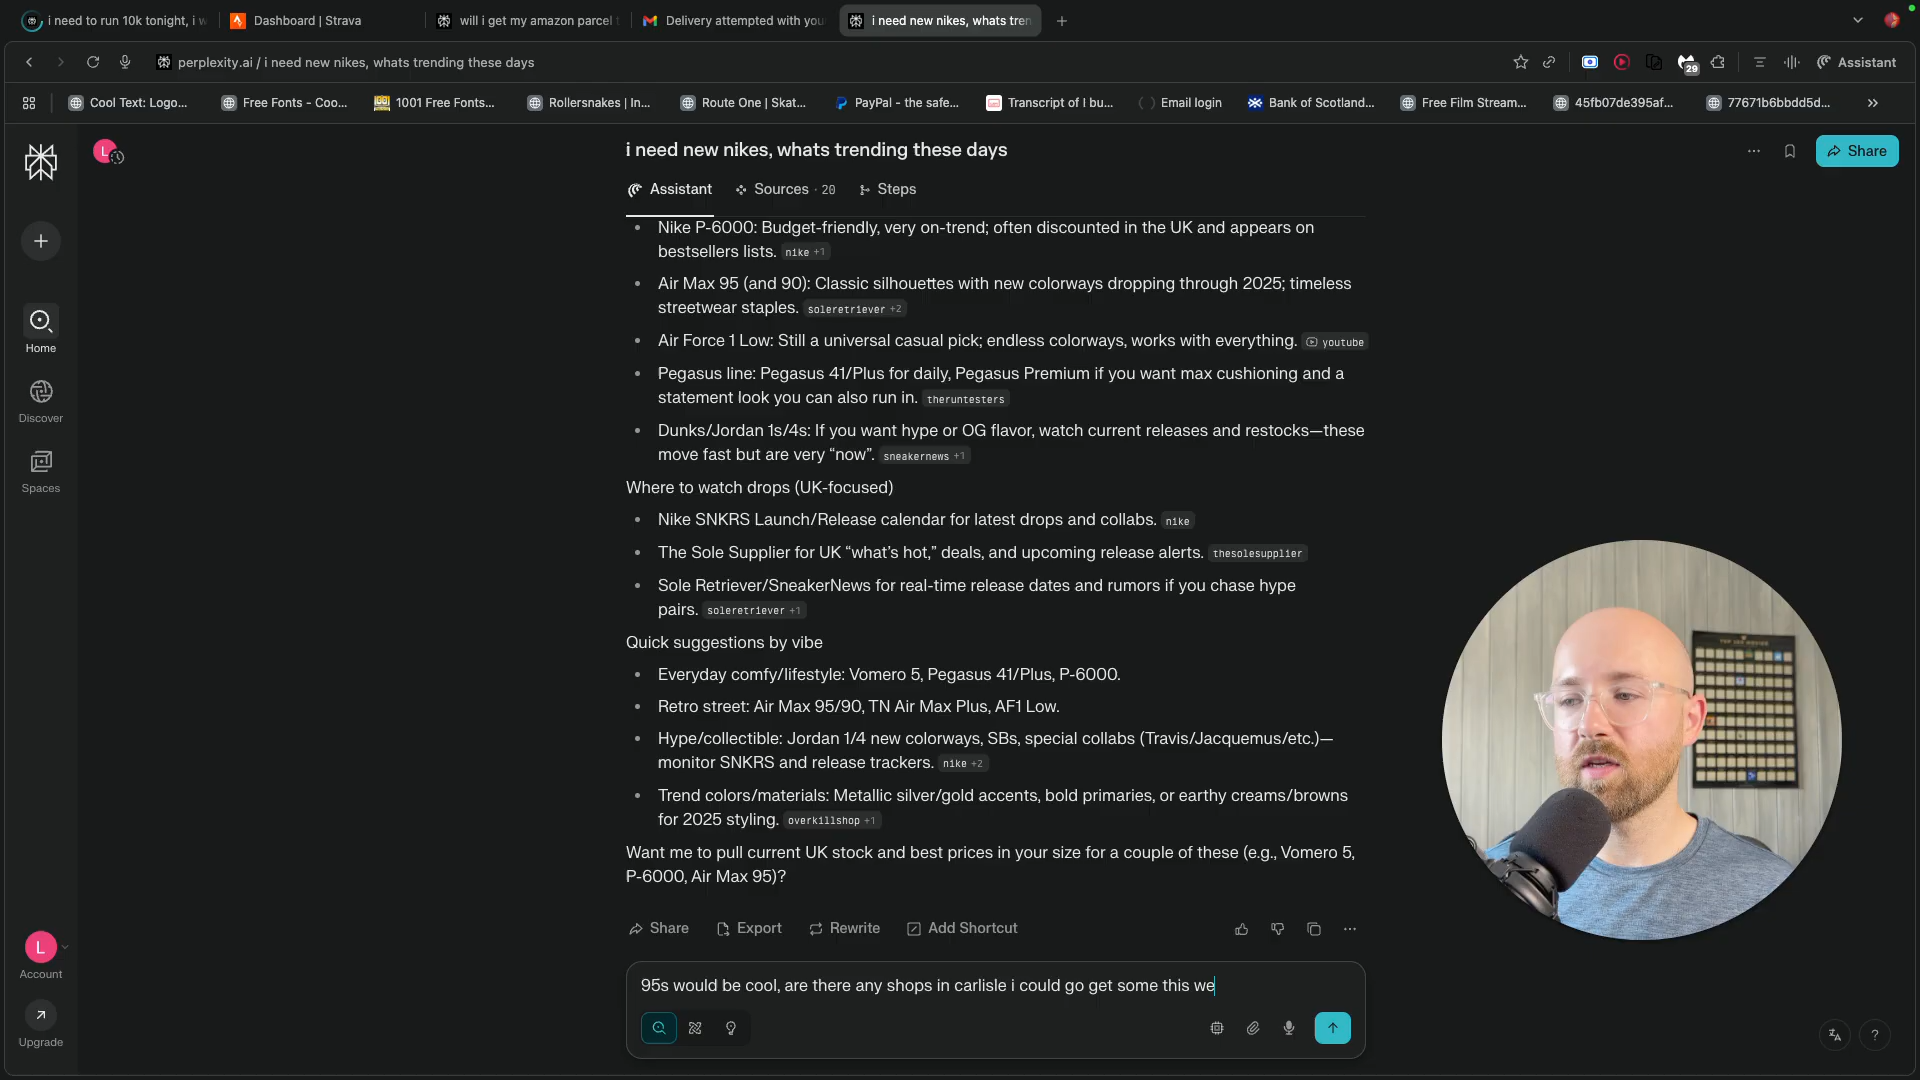 i need to run 10k tonight, i w
Dashboard | Strava
will i get my amazon parcel t
Delivery attempted with you
i need new nikes, whats tren
perplexity.ai / i need new nikes, whats trending these days
29
Assistant
Cool Text: Logo...
Free Fonts - Coo...
1001 Free Fonts...
Rollersnakes | In...
Route One | Skat...
PayPal - the safe...
Transcript of I bu...
Email login
Bank of Scotland...
Free Film Stream...
45fb07de395af...
77671b6bbdd5d...
L
i need new nikes, whats trending these days
Share
Assistant
Sources · 20
Steps
Home
Discover
Spaces
L
Account
Upgrade
Nike P-6000: Budget-friendly, very on-trend; often discounted in the UK and appears on
bestsellers lists. nike +1
Air Max 95 (and 90): Classic silhouettes with new colorways dropping through 2025; timeless
streetwear staples. soleretriever +2
Air Force 1 Low: Still a universal casual pick; endless colorways, works with everything. youtube
Pegasus line: Pegasus 41/Plus for daily, Pegasus Premium if you want max cushioning and a
statement look you can also run in. theruntesters
Dunks/Jordan 1s/4s: If you want hype or OG flavor, watch current releases and restocks—these
move fast but are very “now”. sneakernews +1
Where to watch drops (UK-focused)
Nike SNKRS Launch/Release calendar for latest drops and collabs. nike
The Sole Supplier for UK “what’s hot,” deals, and upcoming release alerts. thesolesupplier
Sole Retriever/SneakerNews for real-time release dates and rumors if you chase hype
pairs. soleretriever +1
Quick suggestions by vibe
Everyday comfy/lifestyle: Vomero 5, Pegasus 41/Plus, P-6000.
Retro street: Air Max 95/90, TN Air Max Plus, AF1 Low.
Hype/collectible: Jordan 1/4 new colorways, SBs, special collabs (Travis/Jacquemus/etc.)—
monitor SNKRS and release trackers. nike +2
Trend colors/materials: Metallic silver/gold accents, bold primaries, or earthy creams/browns
for 2025 styling. overkillshop +1
Want me to pull current UK stock and best prices in your size for a couple of these (e.g., Vomero 5,
P-6000, Air Max 95)?
Share
Export
Rewrite
Add Shortcut
95s would be cool, are there any shops in carlisle i could go get some this we
?